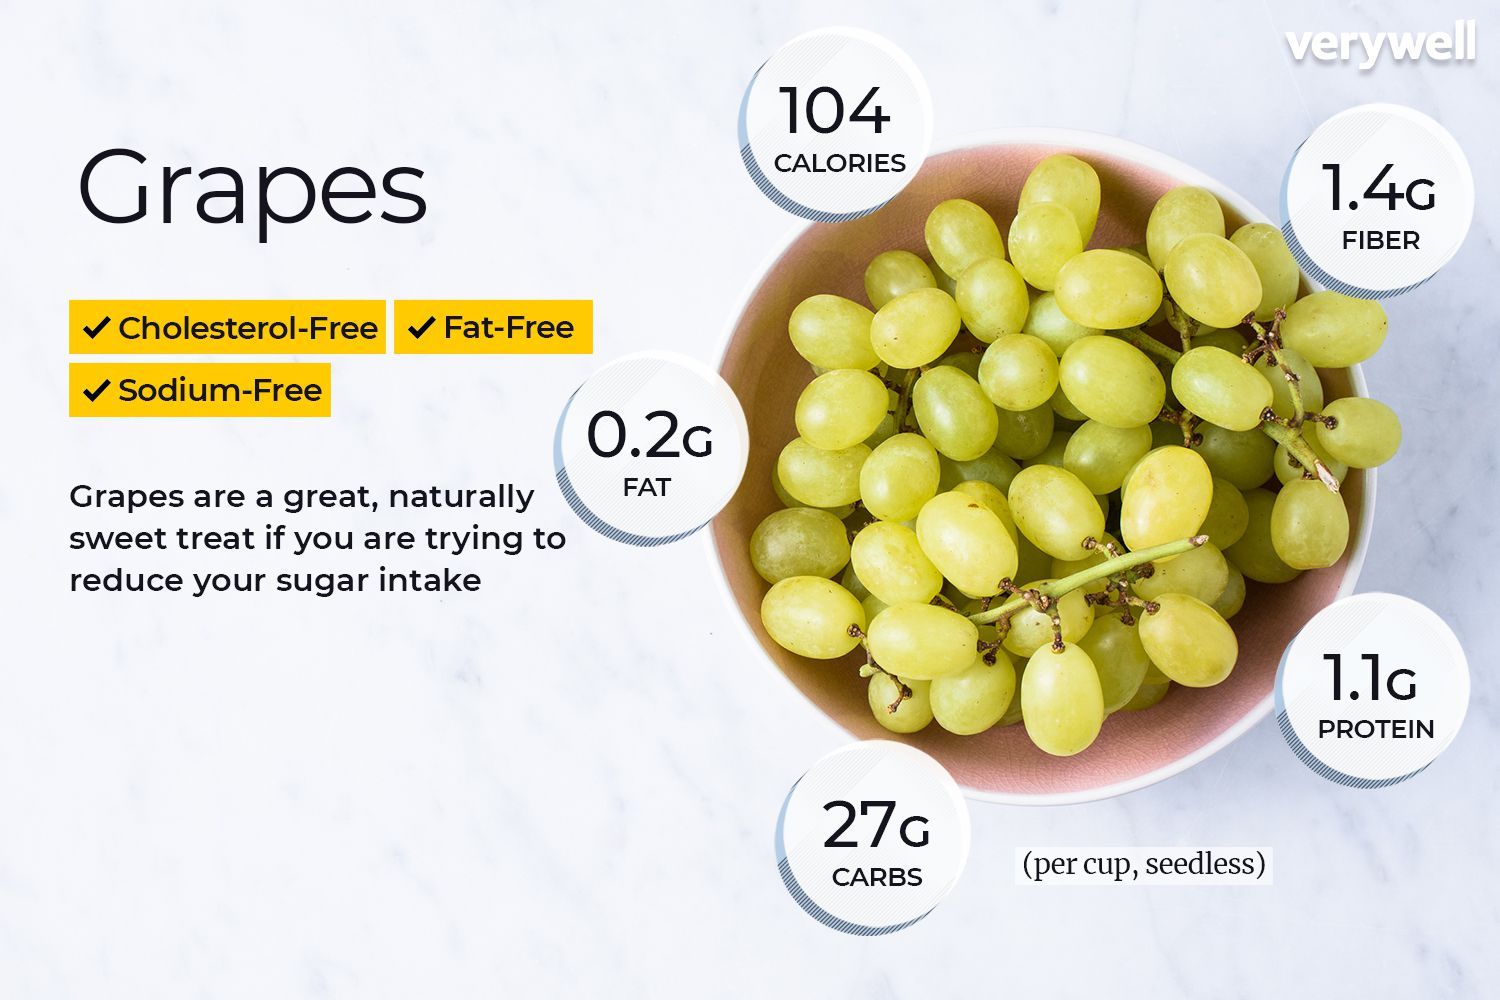 verywell
Grapes
✓ Cholesterol-Free
✓ Fat-Free
✓ Sodium-Free
Grapes are a great, naturally
sweet treat if you are trying to
reduce your sugar intake
104
CALORIES
1.4G
FIBER
0.2G
FAT
1.1G
PROTEIN
27G
CARBS
(per cup, seedless)